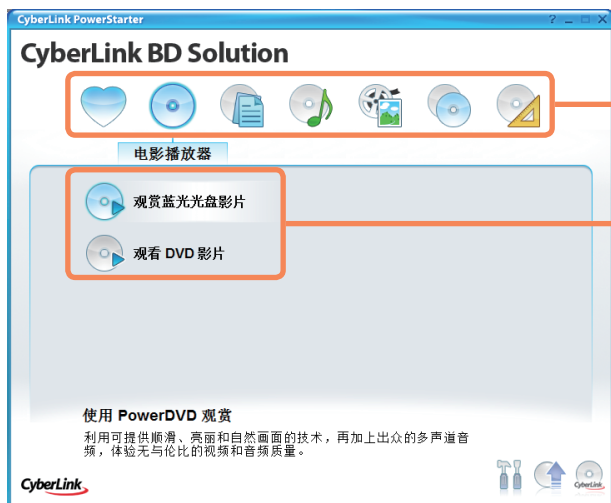 CyberLink PowerStarter
CyberLink BD Solution
电影播放器
观赏蓝光光盘影片
观看 DVD 影片
使用 PowerDVD 观赏
利用可提供顺滑、亮丽和自然画面的技术，再加上出众的多声道音
频，体验无与伦比的视频和音频质量。
CyberLink
CyberLink